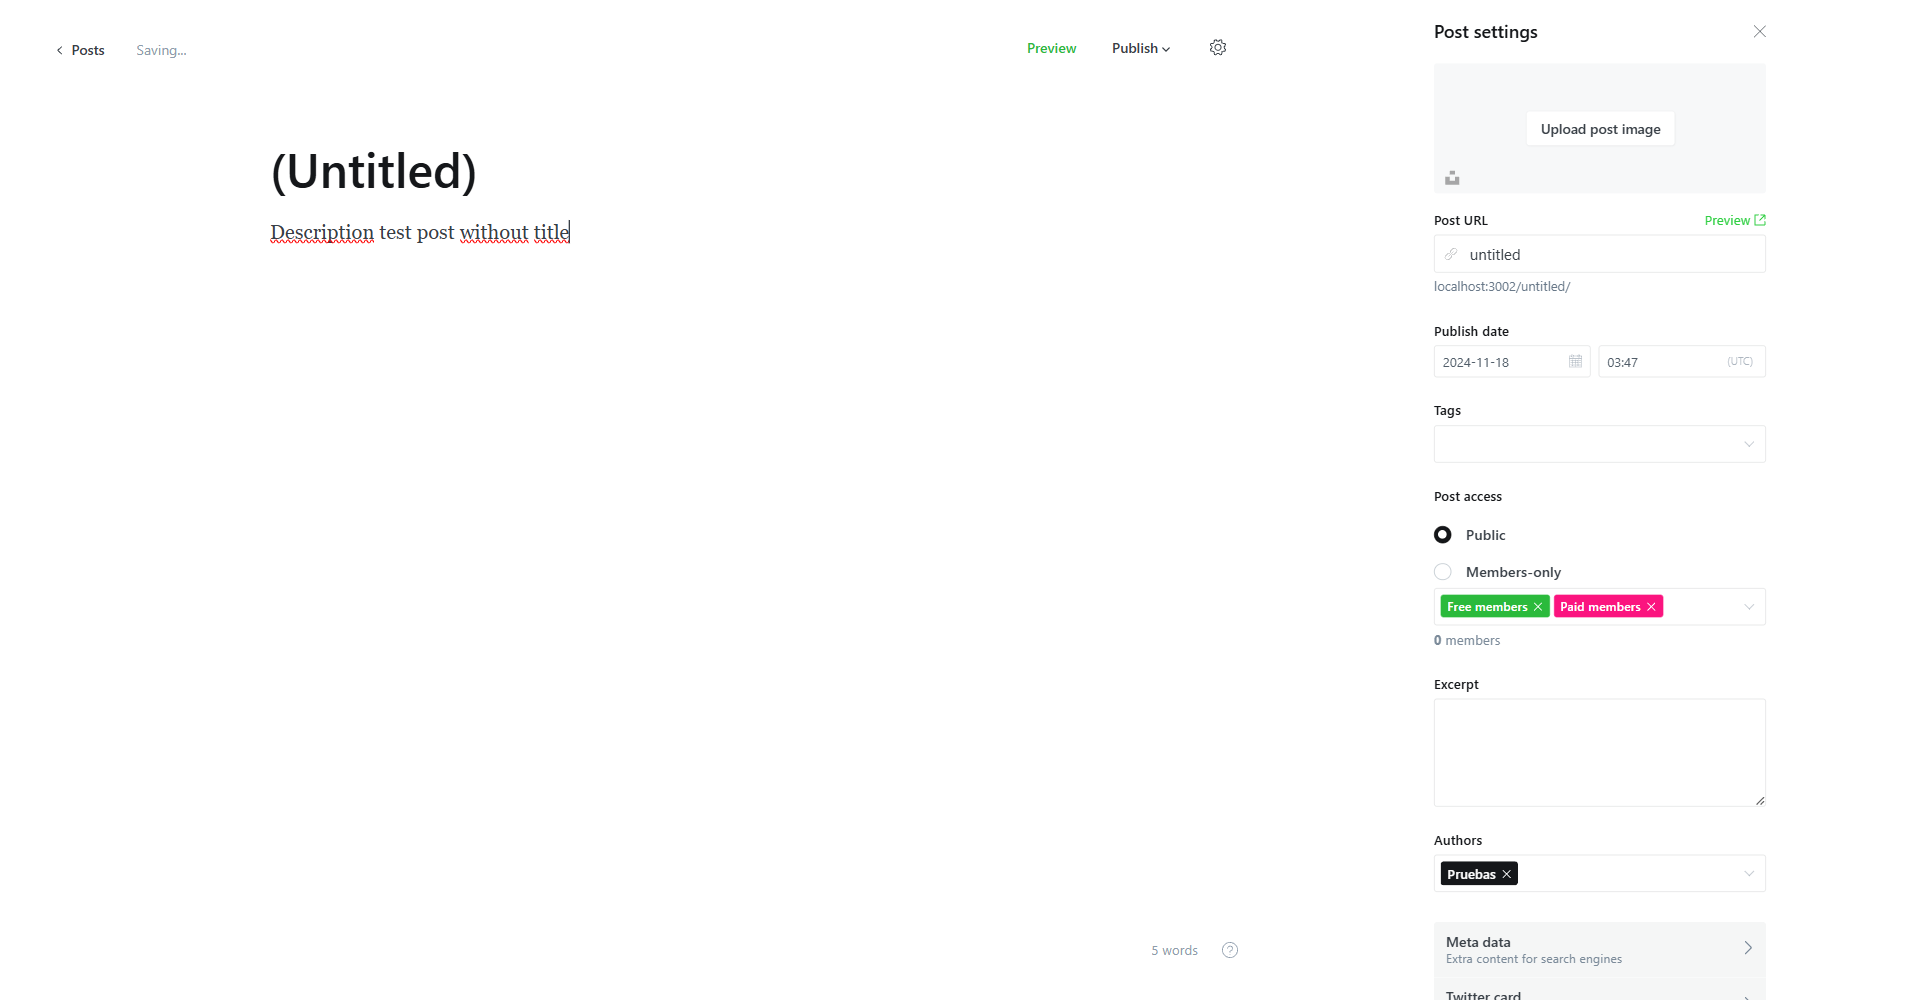 Posts
Saving...
Preview
Publish
(Untitled)
Description test post without title
5 words
Post settings
Upload post image
Post URL
Preview
untitled
localhost:3002/untitled/
Publish date
2024-11-18
03:47
(UTC)
Tags
Post access
Public
Members-only
Free members
Paid members
0 members
Excerpt
Authors
Pruebas
Meta data
Extra content for search engines
Twitter card